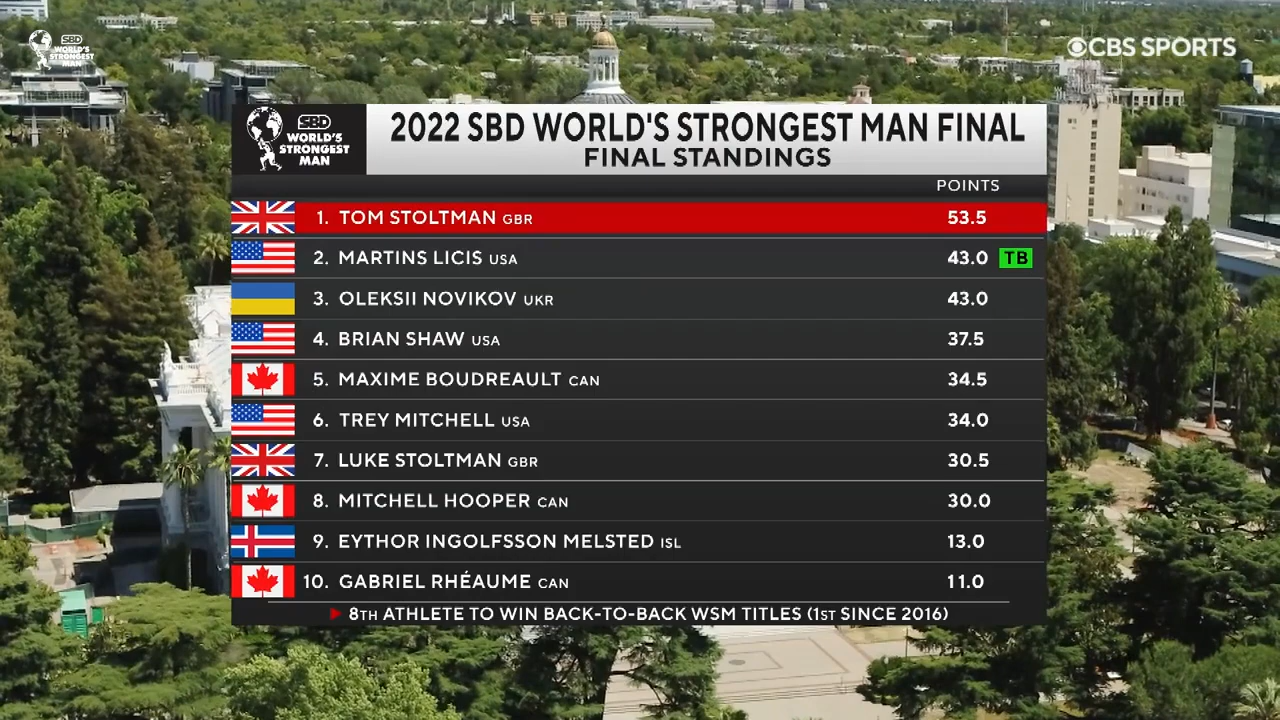 SBD
WORLD'S
STRONGEST
MAN
CBS SPORTS
SBD
WORLD'S
STRONGEST
MAN
2022 SBD WORLD'S STRONGEST MAN FINAL
FINAL STANDINGS
POINTS
1. TOM STOLTMAN GBR 53.5
2. MARTINS LICIS USA 43.0 TB
3. OLEKSII NOVIKOV UKR 43.0
4. BRIAN SHAW USA 37.5
5. MAXIME BOUDREAULT CAN 34.5
6. TREY MITCHELL USA 34.0
7. LUKE STOLTMAN GBR 30.5
8. MITCHELL HOOPER CAN 30.0
9. EYTHOR INGOLFSSON MELSTED ISL 13.0
10. GABRIEL RHÉAUME CAN 11.0
8TH ATHLETE TO WIN BACK-TO-BACK WSM TITLES (1ST SINCE 2016)